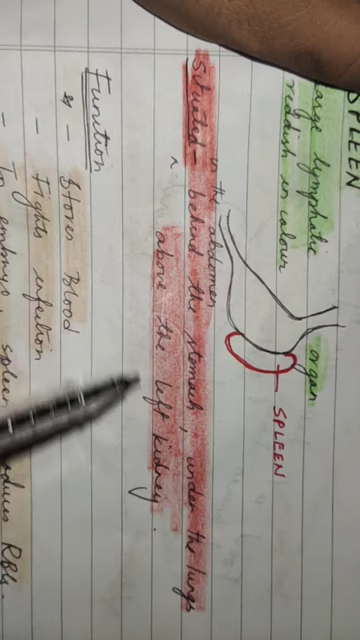 SPLEEN
large lymphatic organ
reddish in colour
SPLEEN
in the abdomen
Situated - behind the stomach, under the lungs
above the left kidney.
Function
- Stores Blood
- Fights infection
- In embryo, spleen RBCs.